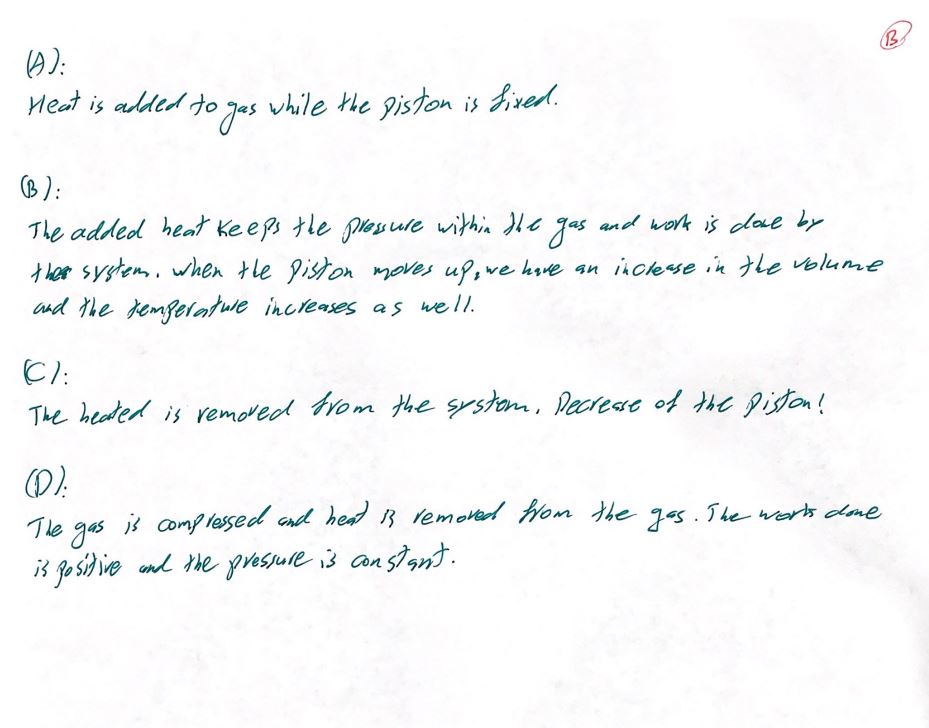 B
(A):
Heat is added to gas while the piston is fixed.
(B):
The added heat keeps the pressure within the gas and work is done by
the system. when the piston moves up, we have an increase in the volume
and the temperature increases as well.
(C):
The heated is removed from the system. Decrease of the piston!
(D):
The gas is compressed and heat is removed from the gas. The work done
is positive and the pressure is constant.